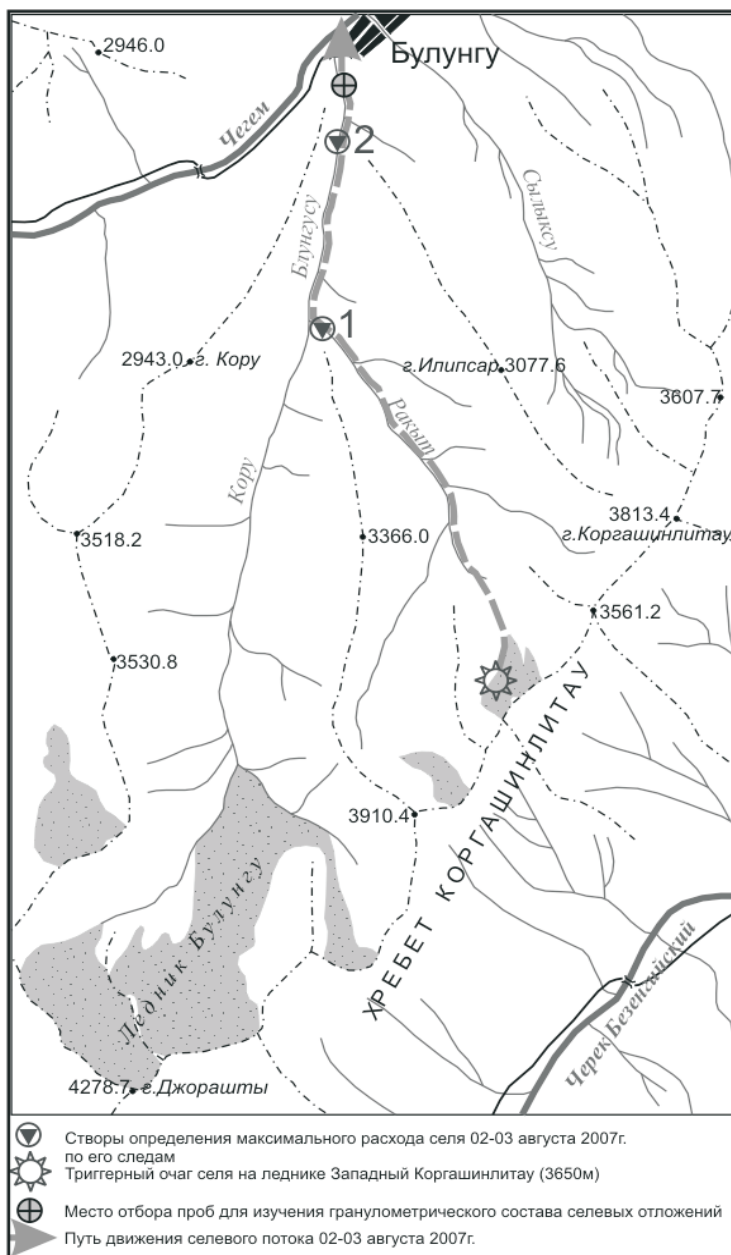 2946.0
Булунгу
Чегем
2
Сылыксу
Блунгусу
1
2943.0 г. Кору
г.Илипсар 3077.6
3607.7
Ракыт
Кору
3813.4
г.Коргашинлитау
3518.2
3366.0
3561.2
3530.8
3910.4
ХРЕБЕТ КОРГАШИНЛИТАУ
Ледник Булунгу
Черек Безенгийский
4278.7 г.Джорашты
Створы определения максимального расхода селя 02-03 августа 2007г.
по его следам
Триггерный очаг селя на леднике Западный Коргашинлитау (3650м)
Место отбора проб для изучения гранулометрического состава селевых отложений
Путь движения селевого потока 02-03 августа 2007г.